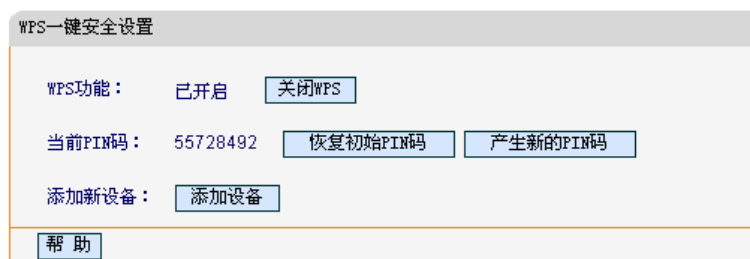 WPS一键安全设置
WPS功能： 已开启 关闭WPS
当前PIN码： 55728492 恢复初始PIN码 产生新的PIN码
添加新设备： 添加设备
帮 助